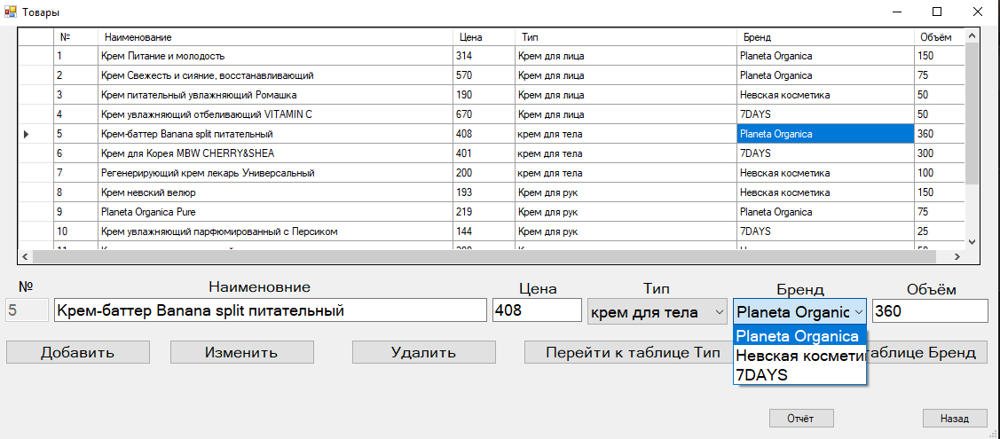 Товары
№ Наименование Цена Тип Бренд Объём
1 Крем Питание и молодость 314 Крем для лица Planeta Organica 150
2 Крем Свежесть и сияние, восстанавливающий 570 Крем для лица Planeta Organica 75
3 Крем питательный увлажняющий Ромашка 190 Крем для лица Невская косметика 50
4 Крем увлажняющий отбеливающий VITAMIN C 670 Крем для лица 7DAYS 50
5 Крем-баттер Banana split питательный 408 крем для тела Planeta Organica 360
6 Крем для Корея MBW CHERRY&SHEA 401 крем для тела 7DAYS 300
7 Регенерирующий крем лекарь Универсальный 200 крем для тела Невская косметика 100
8 Крем невский велюр 193 Крем для рук Невская косметика 150
9 Planeta Organica Pure 219 Крем для рук Planeta Organica 75
10 Крем увлажняющий парфюмированный с Персиком 144 Крем для рук 7DAYS 25
№ Наименовние Цена Тип Бренд Объём
5 Крем-баттер Banana split питательный 408 крем для тела Planeta Organic 360
Planeta Organica
Невская космети
7DAYS
Добавить Изменить Удалить Перейти к таблице Тип таблице Бренд
Отчёт Назад